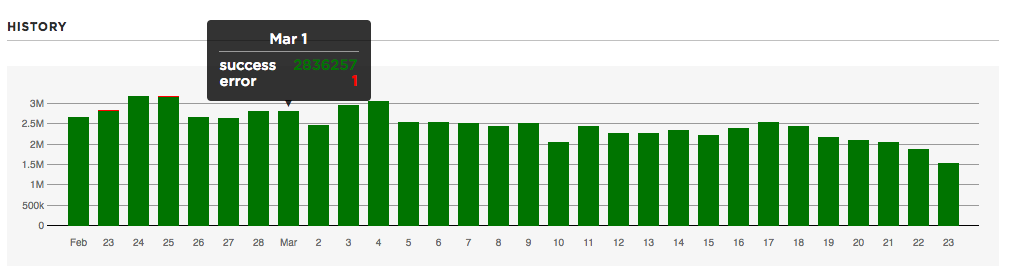 HISTORY
Mar 1
success 2836257
error 1
3M
2.5M
2M
1.5M
1M
500k
0
Feb 23 24 25 26 27 28 Mar 2 3 4 5 6 7 8 9 10 11 12 13 14 15 16 17 18 19 20 21 22 23